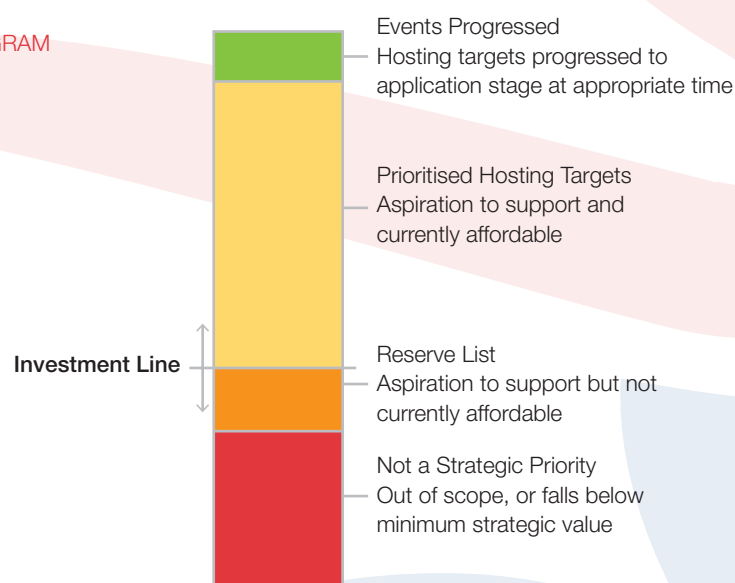 Events Progressed
GRAM
Hosting targets progressed to
application stage at appropriate time
Prioritised Hosting Targets
Aspiration to support and
currently affordable
Investment Line
Reserve List
Aspiration to support but not
currently affordable
Not a Strategic Priority
Out of scope, or falls below
minimum strategic value